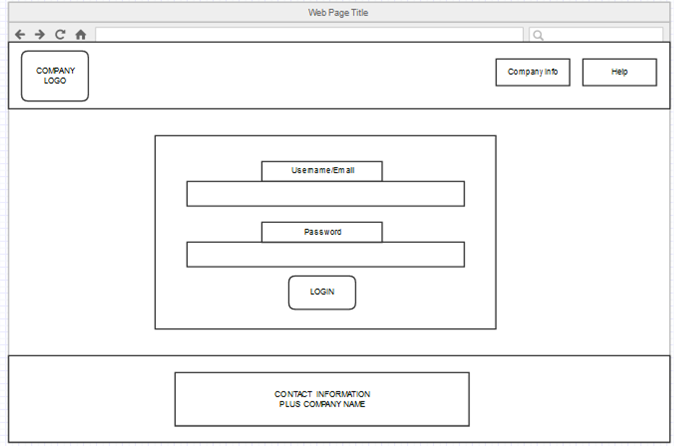 Web Page Title
COMPANY
LOGO
Company info
Help
Username/Email
Password
LOGIN
CONTACT INFORMATION
PLUS COMPANY NAME